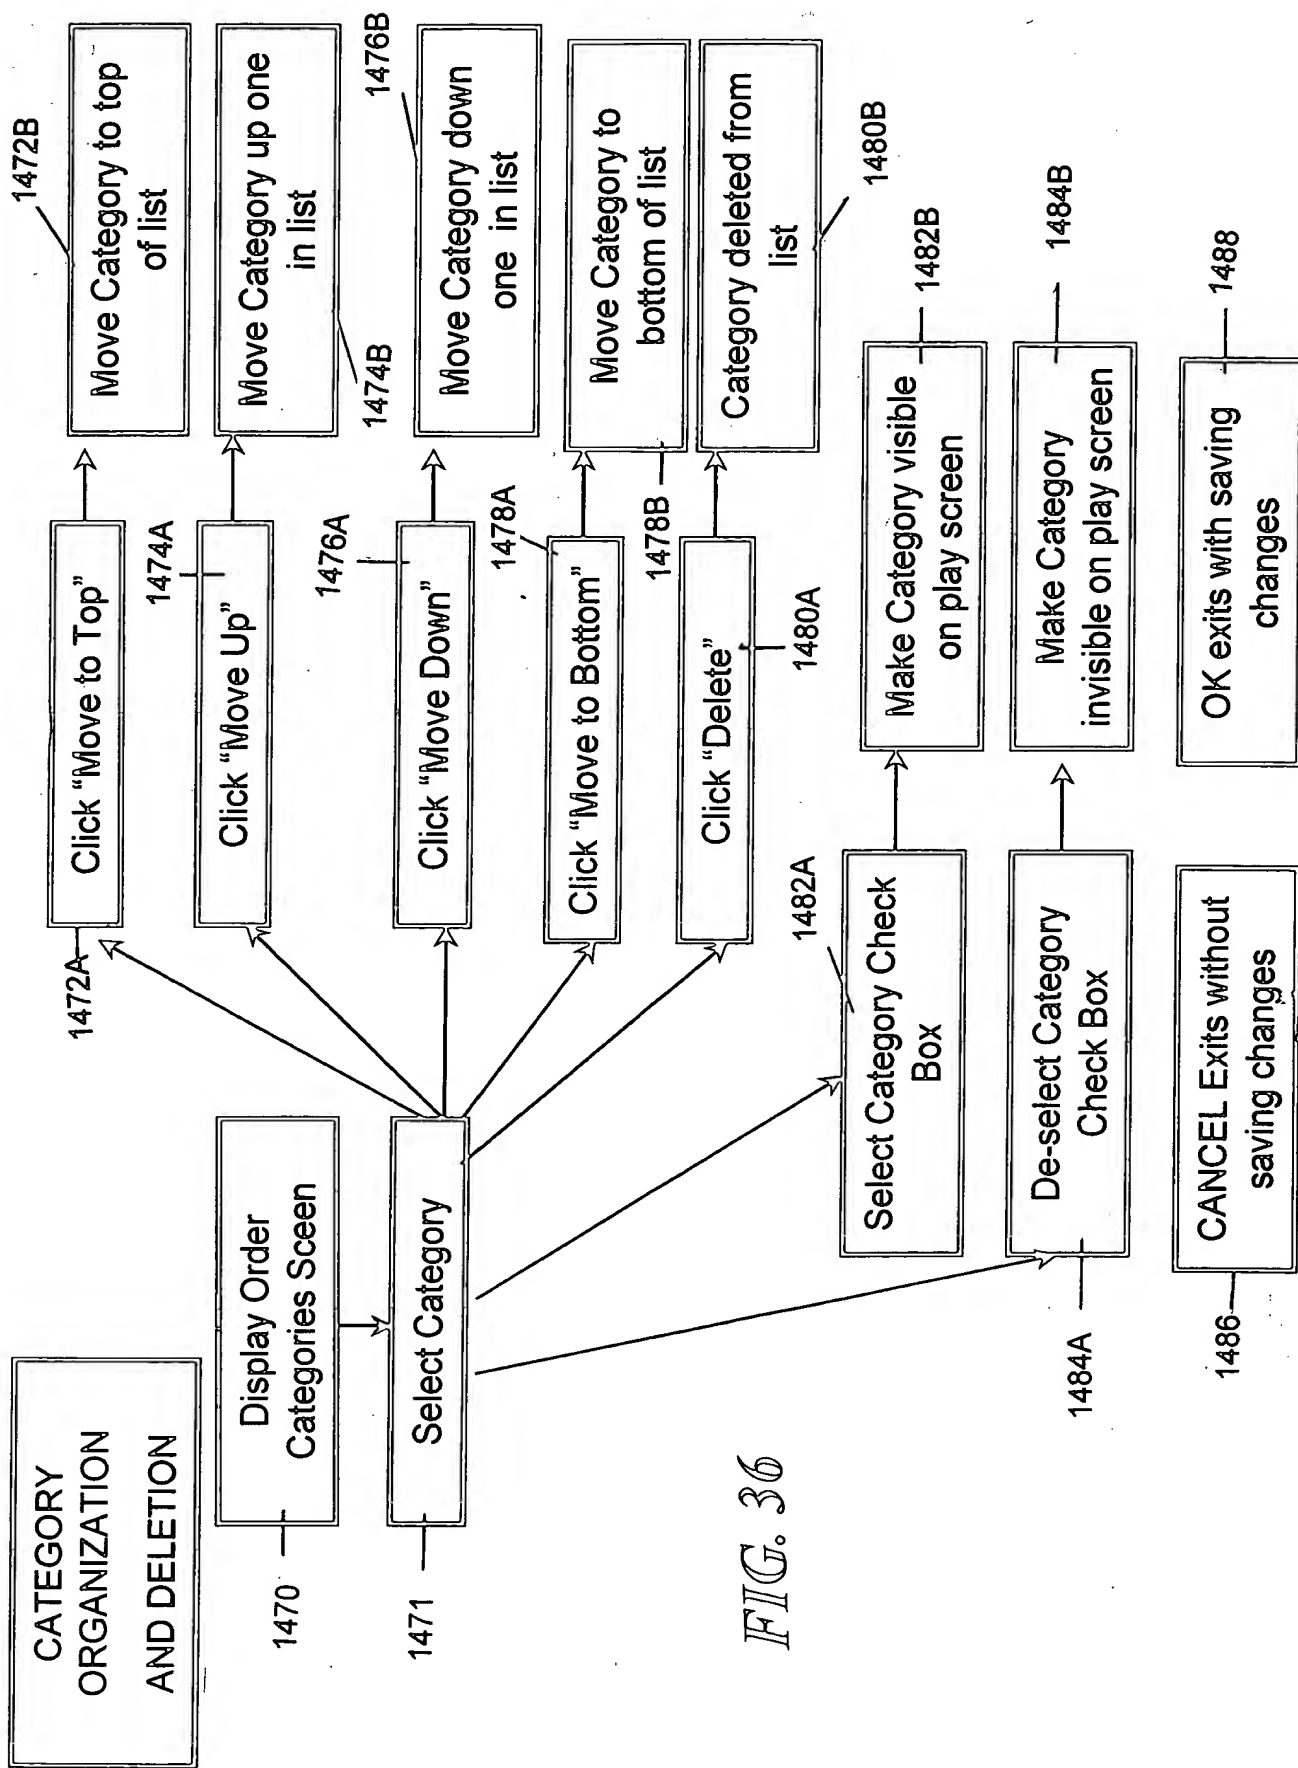 CATEGORY
ORGANIZATION
AND DELETION
1470
Display Order
Categories Sceen
1471
Select Category
1472A
Click “Move to Top”
1472B
Move Category to top
of list
1474A
Click “Move Up”
1474B
Move Category up one
in list
1476A
Click “Move Down”
1476B
Move Category down
one in list
1478A
Click “Move to Bottom”
1478B
Move Category to
bottom of list
1480A
Click “Delete”
1480B
Category deleted from
list
1482A
Select Category Check
Box
1482B
Make Category visible
on play screen
1484A
De-select Category
Check Box
1484B
Make Category
invisible on play screen
1486
CANCEL Exits without
saving changes
1488
OK exits with saving
changes
FIG. 36